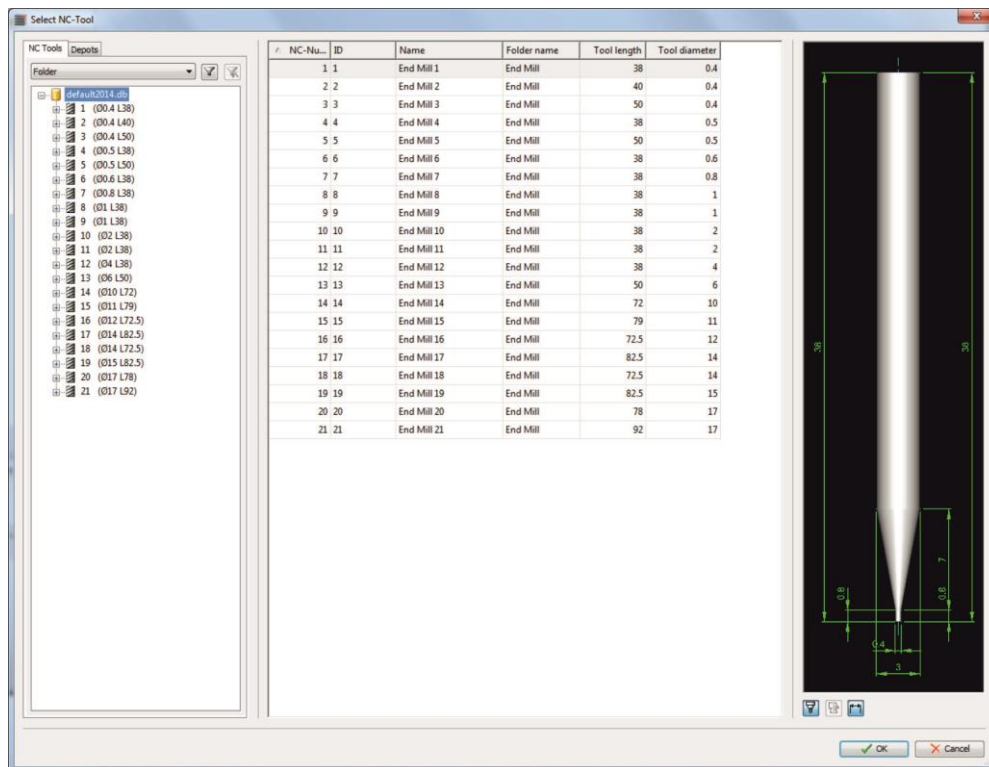 Select NC-Tool
NC Tools Depots
Folder
default2014.db
1 (Ø0.4 L38)
2 (Ø0.4 L40)
3 (Ø0.4 L50)
4 (Ø0.5 L38)
5 (Ø0.5 L50)
6 (Ø0.6 L38)
7 (Ø0.8 L38)
8 (Ø1 L38)
9 (Ø1 L38)
10 (Ø2 L38)
11 (Ø2 L38)
12 (Ø4 L38)
13 (Ø6 L50)
14 (Ø10 L72)
15 (Ø11 L79)
16 (Ø12 L72.5)
17 (Ø14 L82.5)
18 (Ø14 L72.5)
19 (Ø15 L82.5)
20 (Ø17 L78)
21 (Ø17 L92)
NC-Nu... ID Name Folder name Tool length Tool diameter
1 1 End Mill 1 End Mill 38 0.4
2 2 End Mill 2 End Mill 40 0.4
3 3 End Mill 3 End Mill 50 0.4
4 4 End Mill 4 End Mill 38 0.5
5 5 End Mill 5 End Mill 50 0.5
6 6 End Mill 6 End Mill 38 0.6
7 7 End Mill 7 End Mill 38 0.8
8 8 End Mill 8 End Mill 38 1
9 9 End Mill 9 End Mill 38 1
10 10 End Mill 10 End Mill 38 2
11 11 End Mill 11 End Mill 38 2
12 12 End Mill 12 End Mill 38 4
13 13 End Mill 13 End Mill 50 6
14 14 End Mill 14 End Mill 72 10
15 15 End Mill 15 End Mill 79 11
16 16 End Mill 16 End Mill 72.5 12
17 17 End Mill 17 End Mill 82.5 14
18 18 End Mill 18 End Mill 72.5 14
19 19 End Mill 19 End Mill 82.5 15
20 20 End Mill 20 End Mill 78 17
21 21 End Mill 21 End Mill 92 17
38 38
7
0.8 0.8
0.4
3
OK Cancel